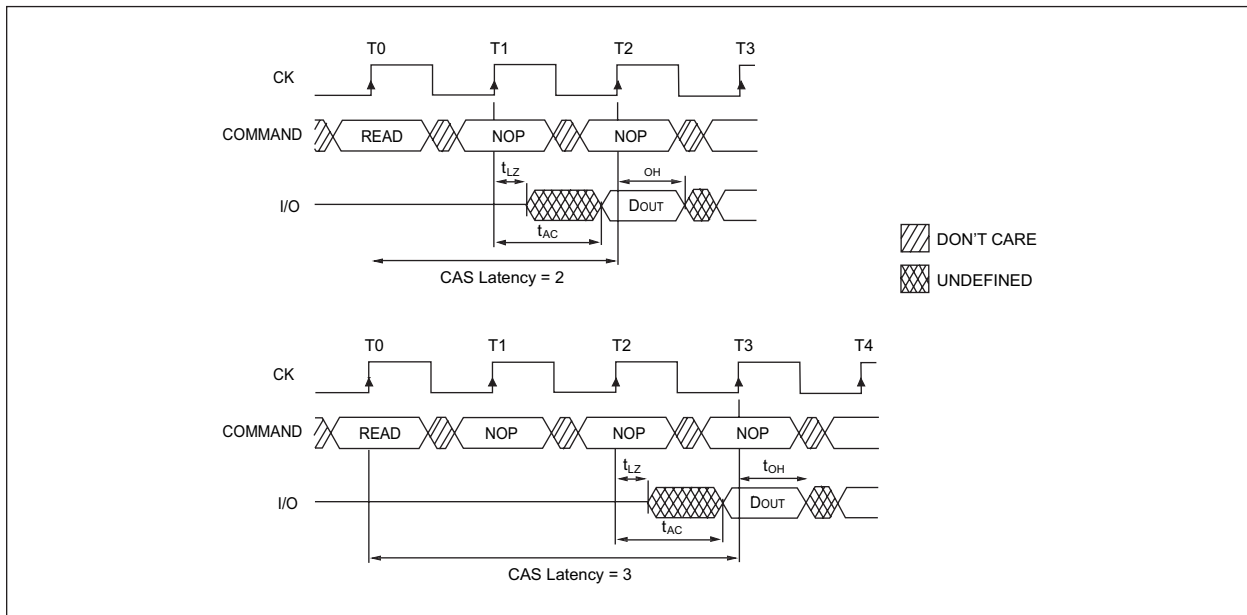 T0 T1 T2 T3
CK
COMMAND READ NOP NOP
tLZ OH
I/O DOUT
tAC
CAS Latency = 2
DON'T CARE
UNDEFINED
T0 T1 T2 T3 T4
CK
COMMAND READ NOP NOP NOP
tLZ tOH
I/O DOUT
tAC
CAS Latency = 3